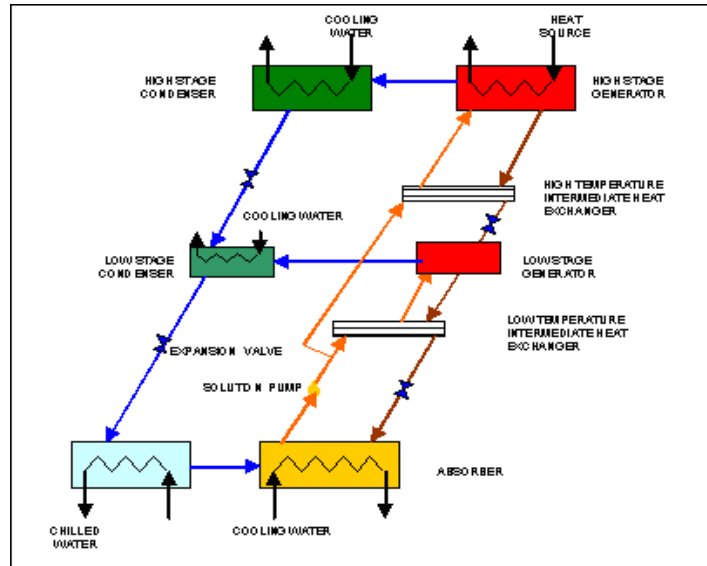 COOLING
WATER
HEAT
SOURCE
HIGH STAGE
CONDENSER
HIGH STAGE
GENERATOR
HIGH TEMPERATURE
INTERMEDIATE HEAT
EXCHANGER
COOLING WATER
LOW STAGE
CONDENSER
LOW STAGE
GENERATOR
LOW TEMPERATURE
INTERMEDIATE HEAT
EXCHANGER
EXPANSION VALVE
SOLUTION PUMP
ABSORBER
CHILLED
WATER
COOLING WATER